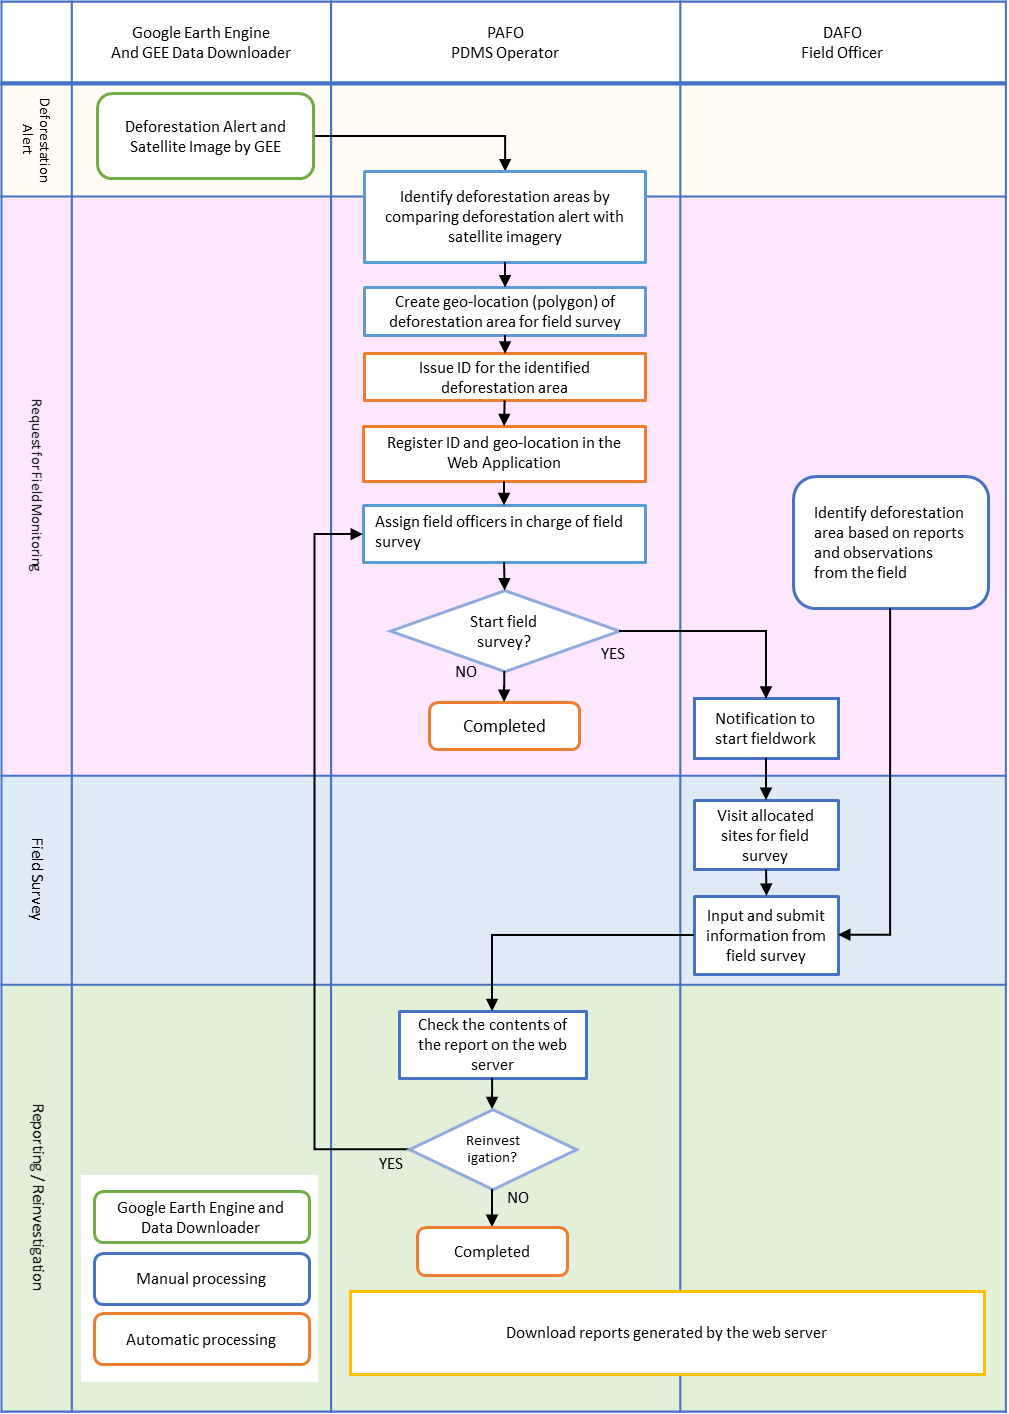 Google Earth Engine
And GEE Data Downloader
PAFO
PDMS Operator
DAFO
Field Officer
Deforestation
Alert
Deforestation Alert and
Satellite Image by GEE
Identify deforestation areas by
comparing deforestation alert with
satellite imagery
Request for Field Monitoring
Create geo-location (polygon) of
deforestation area for field survey
Issue ID for the identified
deforestation area
Register ID and geo-location in the
Web Application
Assign field officers in charge of field
survey
Identify deforestation
area based on reports
and observations
from the field
Start field
survey?
YES
NO
Completed
Notification to
start fieldwork
Field Survey
Visit allocated
sites for field
survey
Input and submit
information from
field survey
Reporting / Reinvestigation
Check the contents of
the report on the web
server
Reinvest
igation?
YES
NO
Completed
Google Earth Engine and
Data Downloader
Manual processing
Automatic processing
Download reports generated by the web server